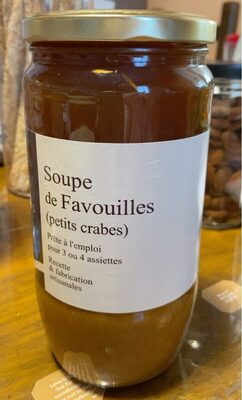 Soupe
de Favouilles
(petits crabes)
Prête à l'emploi
pour 3 ou 4 assiettes
Recette
& fabrication
artisanales